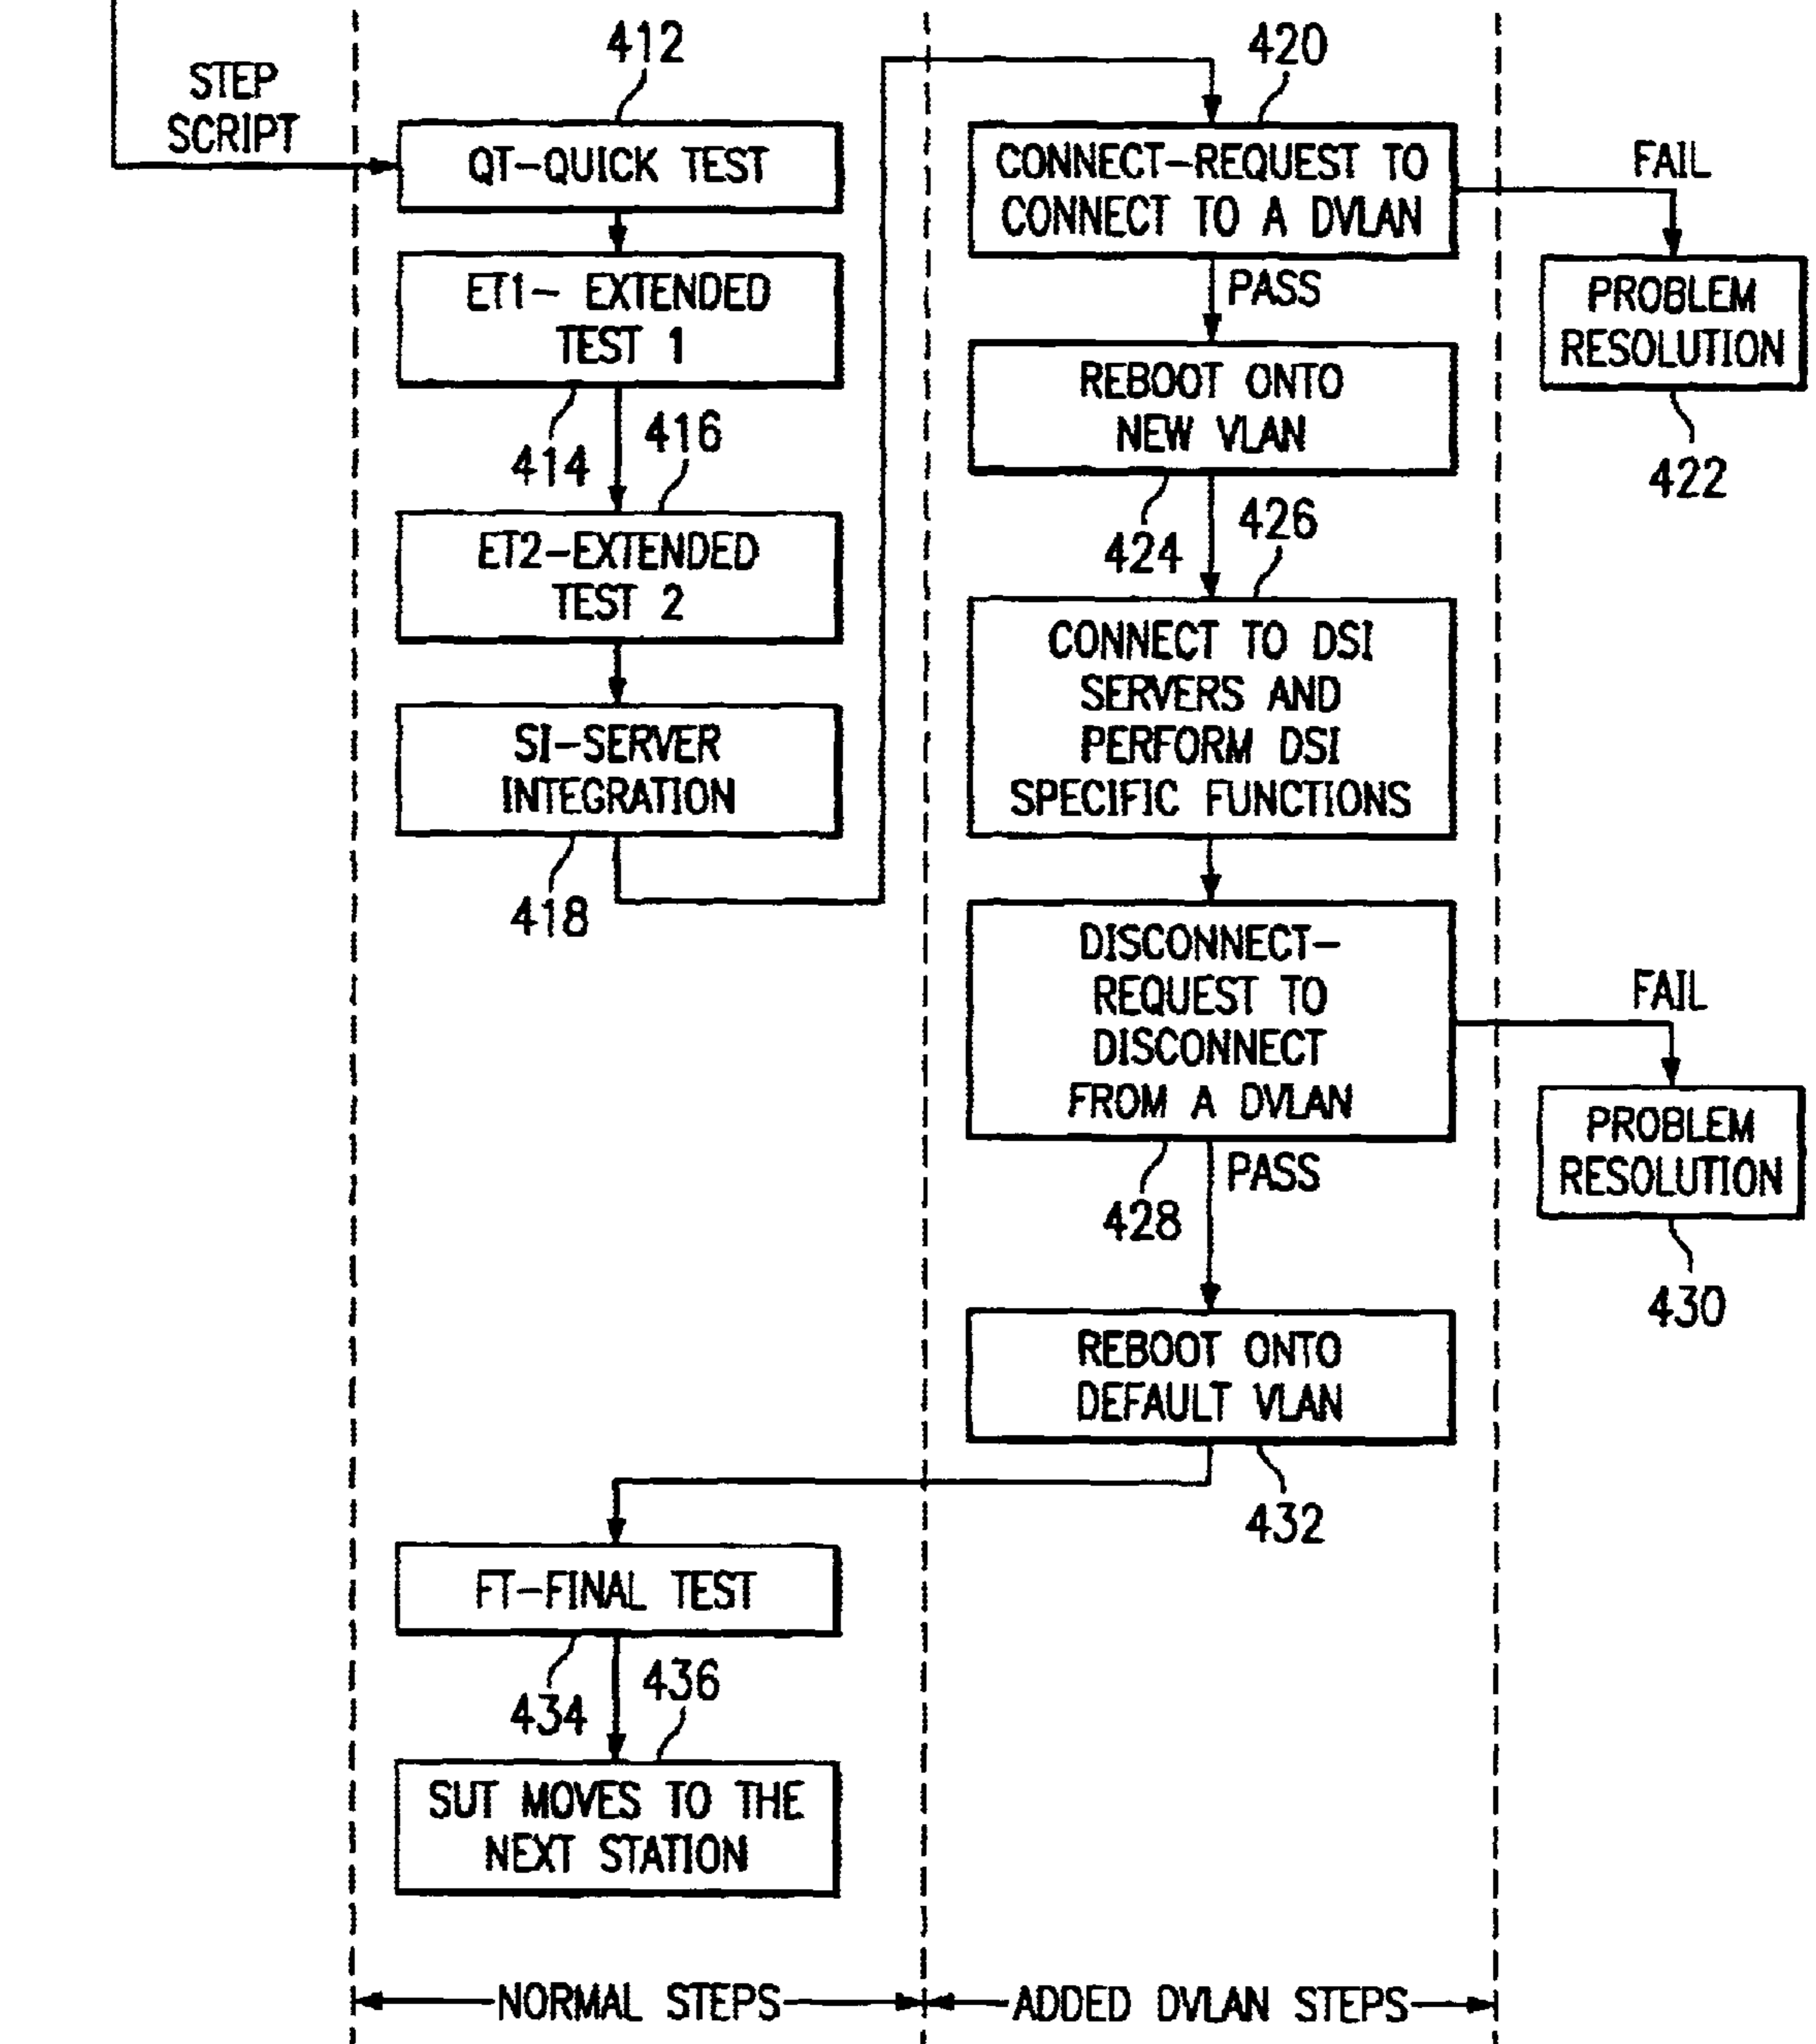 STEP
SCRIPT
412
QT-QUICK TEST
ET1- EXTENDED
TEST 1
414
416
ET2-EXTENDED
TEST 2
SI-SERVER
INTEGRATION
418
420
CONNECT-REQUEST TO
CONNECT TO A DVLAN
FAIL
PROBLEM
RESOLUTION
422
PASS
REBOOT ONTO
NEW VLAN
424
426
CONNECT TO DSI
SERVERS AND
PERFORM DSI
SPECIFIC FUNCTIONS
DISCONNECT-
REQUEST TO
DISCONNECT
FROM A DVLAN
FAIL
PROBLEM
RESOLUTION
430
428
PASS
REBOOT ONTO
DEFAULT VLAN
432
FT-FINAL TEST
434
436
SUT MOVES TO THE
NEXT STATION
NORMAL STEPS
ADDED DVLAN STEPS